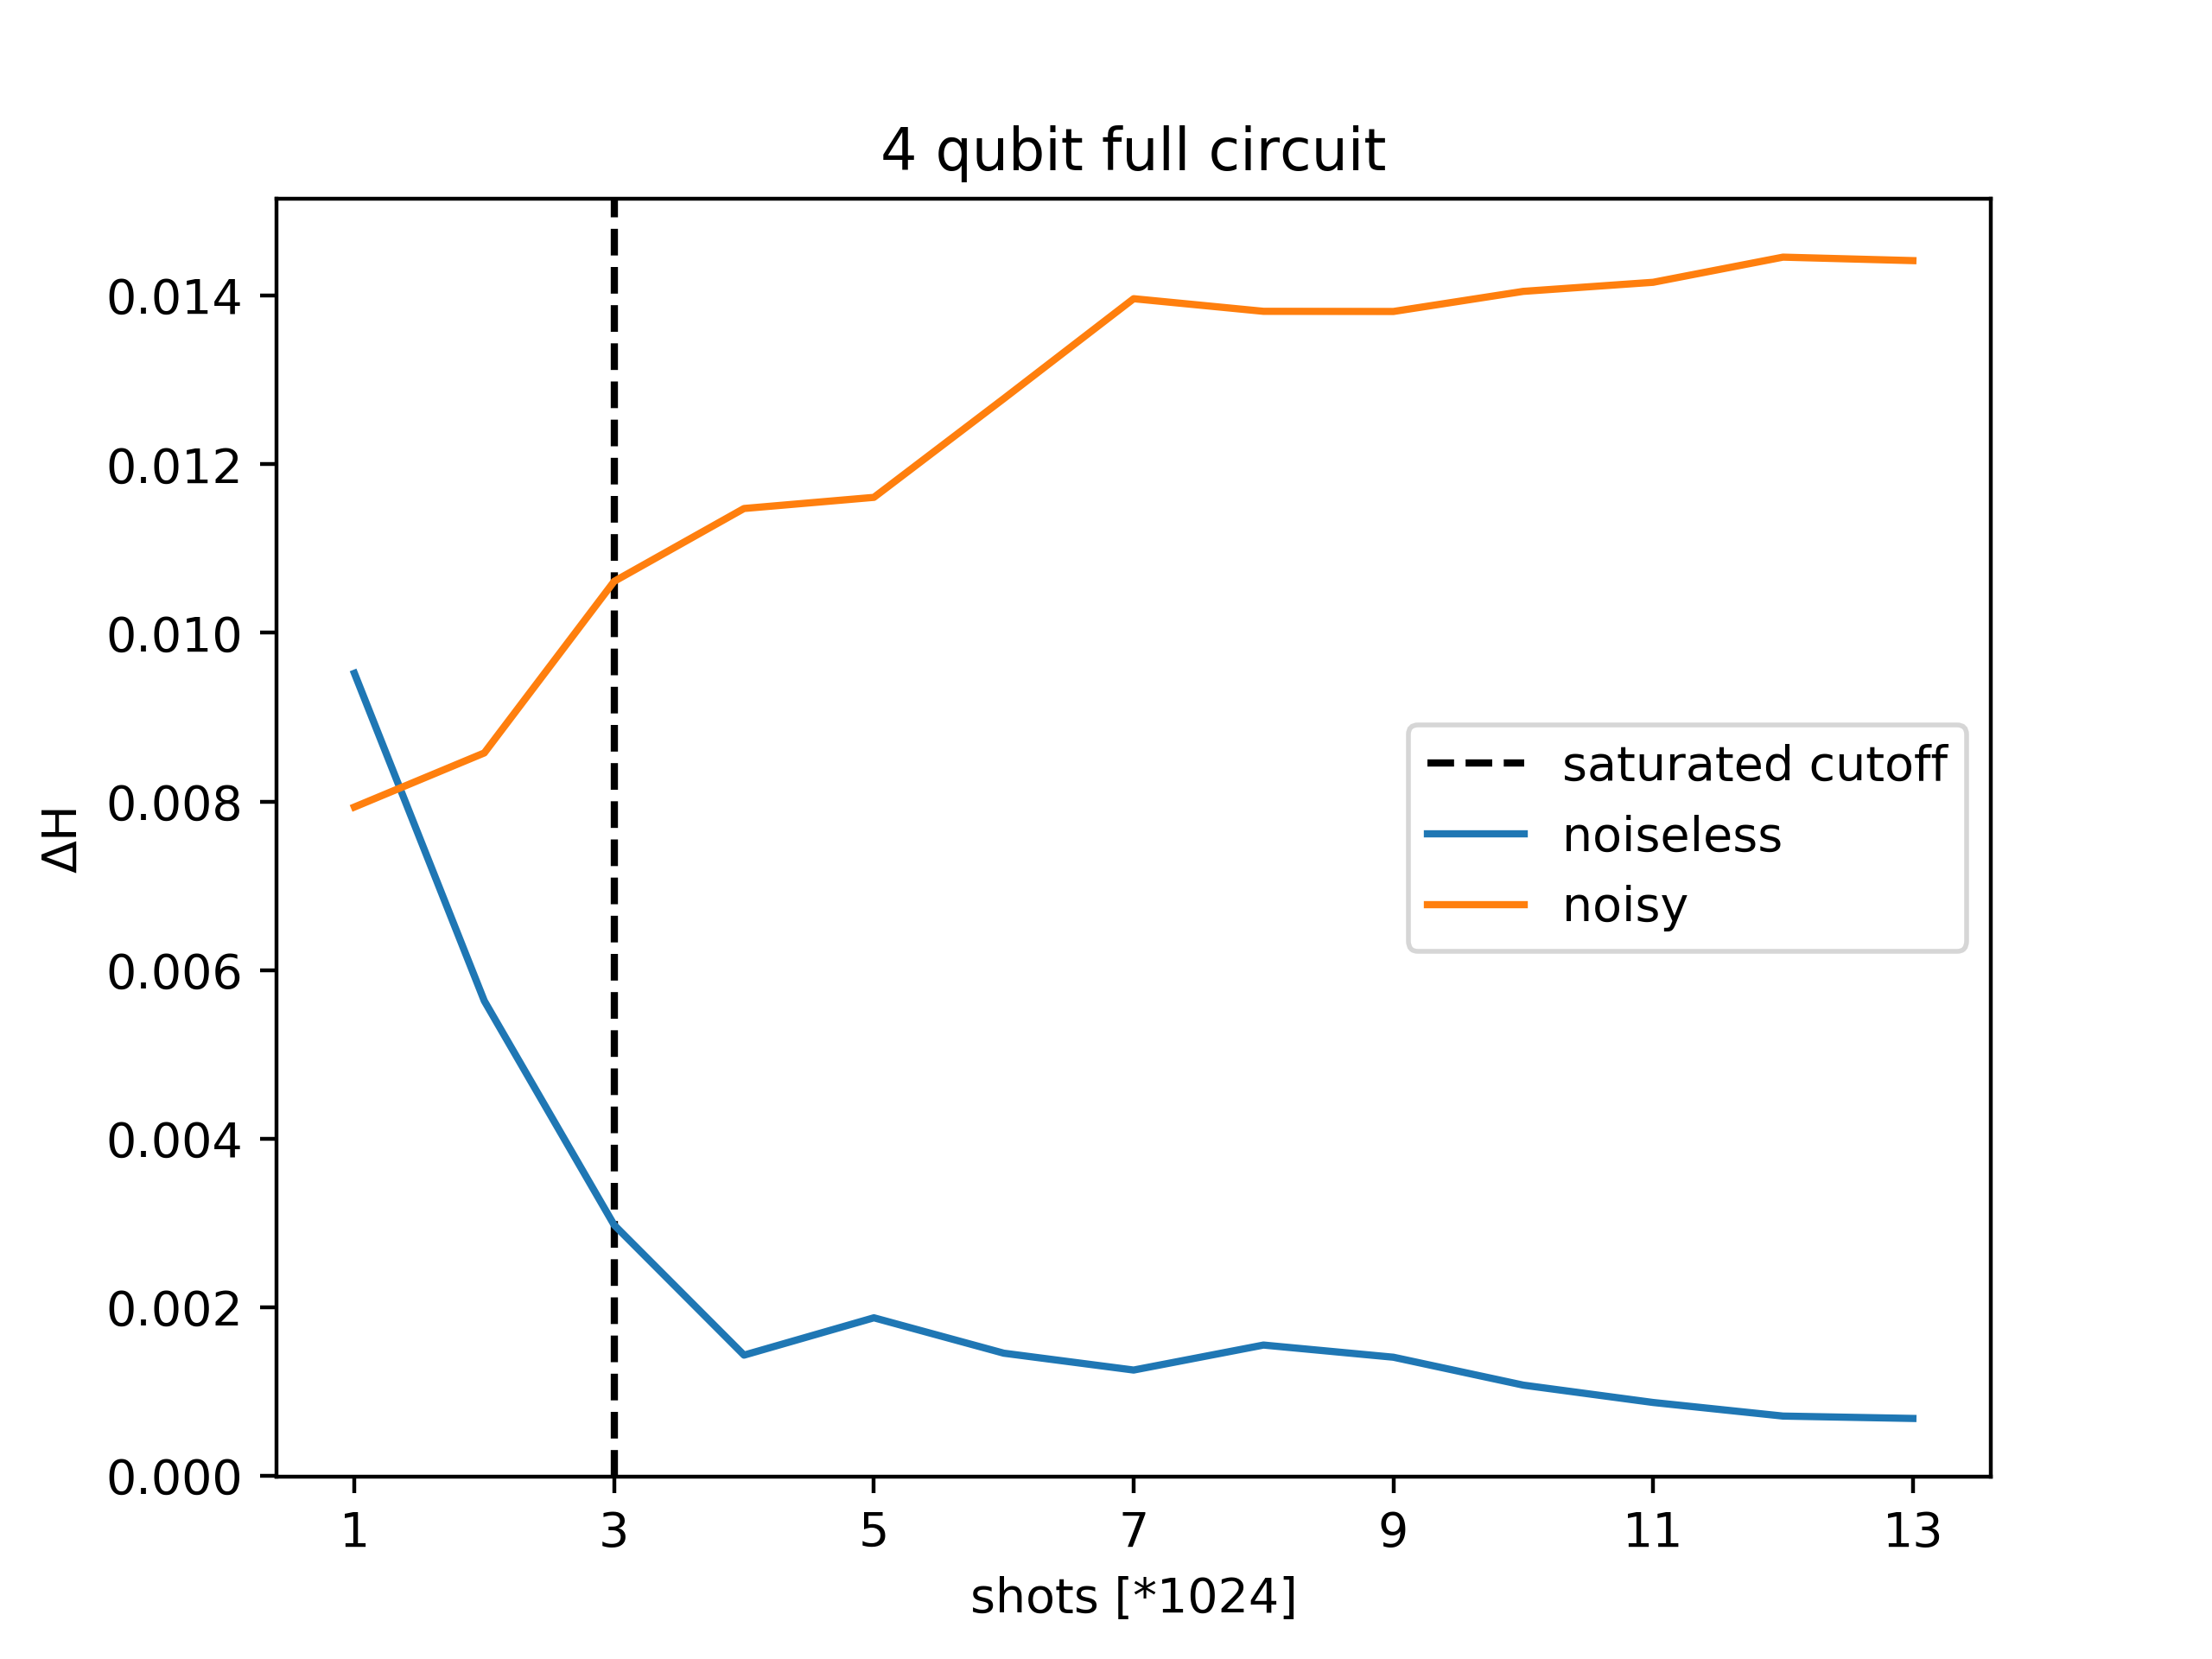 4 qubit full circuit
0.014
0.012
0.010
0.008
0.006
0.004
0.002
0.000
ΔH
saturated cutoff
noiseless
noisy
1 3 5 7 9 11 13
shots [*1024]